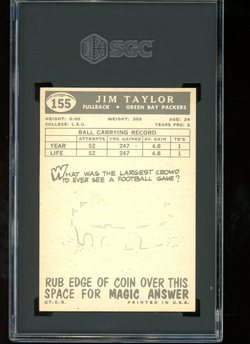 SGC
155
JIM TAYLOR
FULLBACK • GREEN BAY PACKERS
HEIGHT: 6:00 WEIGHT: 205 AGE: 24
COLLEGE: L.S.U. YEARS PRO: 2
BALL CARRYING RECORD
ATTEMPTS YDS. GAINED AV. GAIN TD'S
YEAR 52 247 4.8 1
LIFE 52 247 4.8 1
WHAT WAS THE LARGEST CROWD
TO EVER SEE A FOOTBALL GAME?
RUB EDGE OF COIN OVER THIS
SPACE FOR MAGIC ANSWER
©T.C.G. PRINTED IN U.S.A.